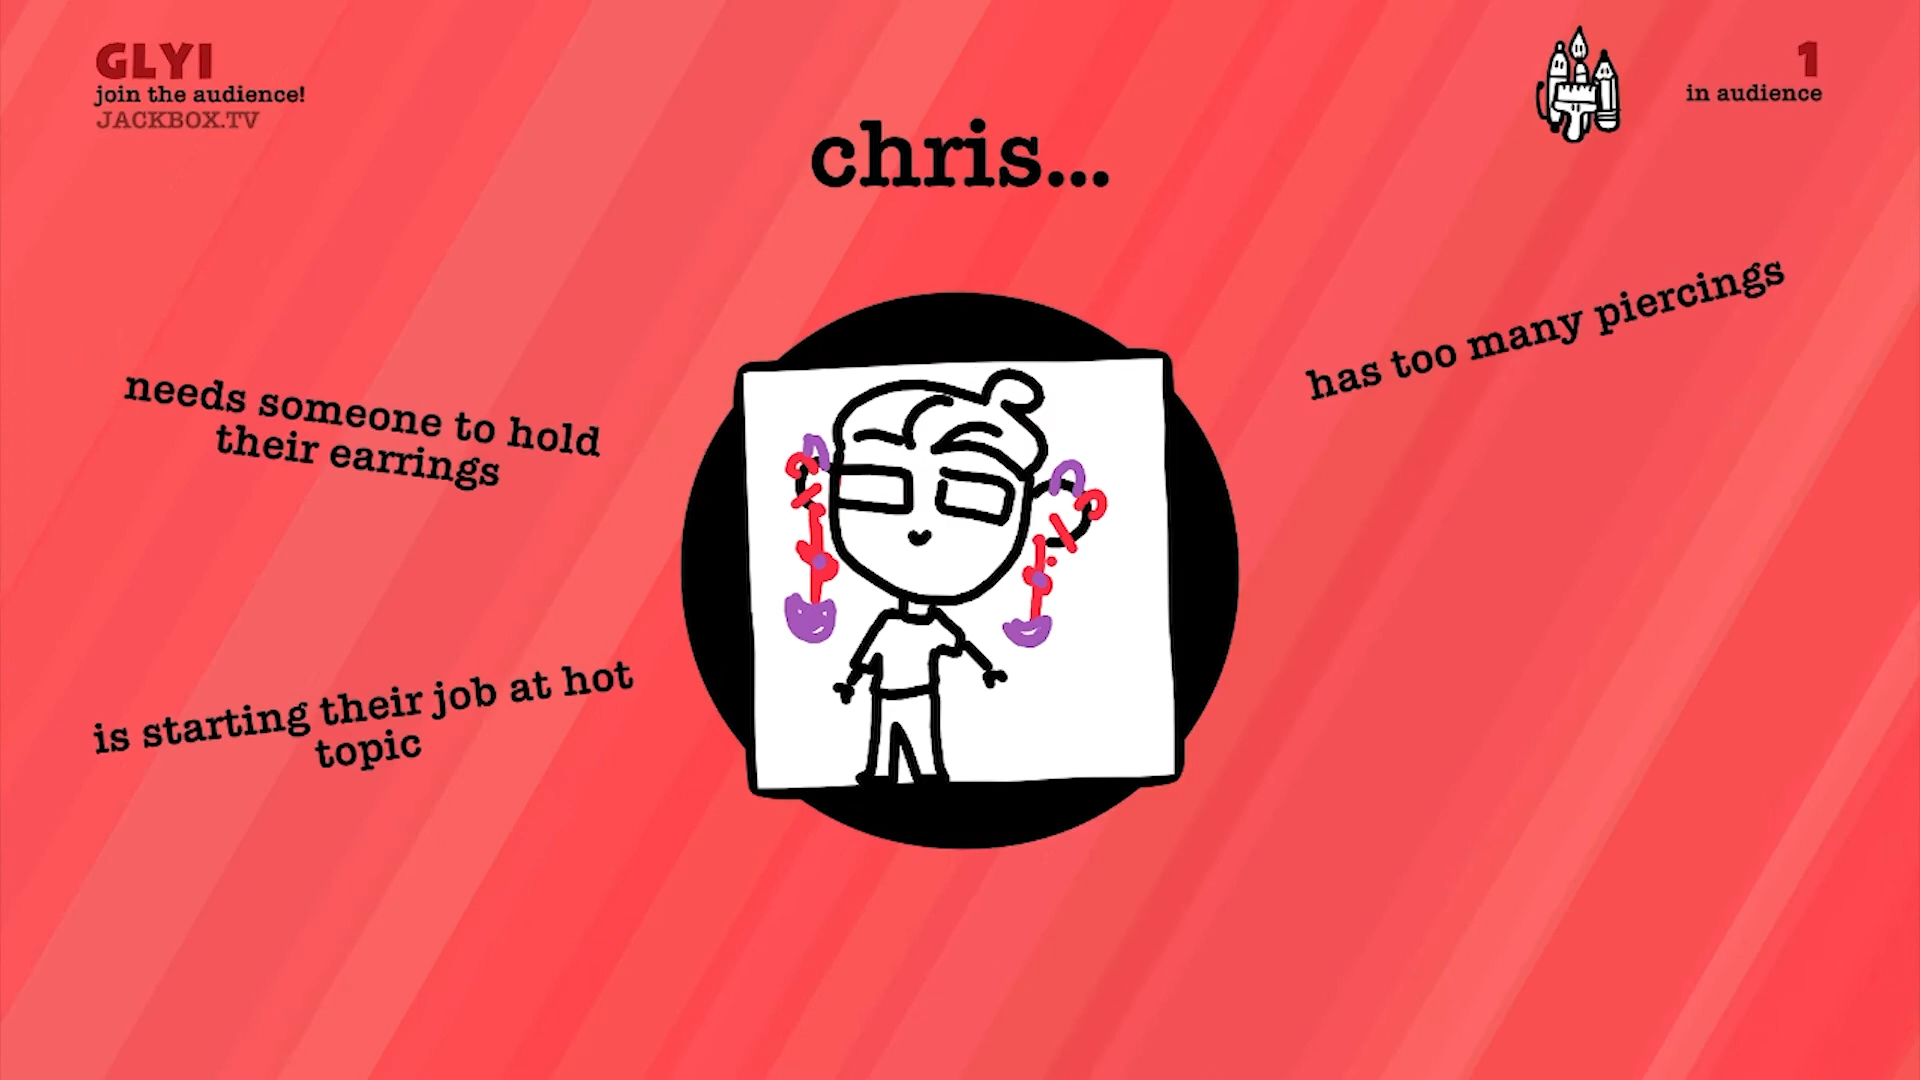 GLYI
join the audience!
JACKBOX.TV
1
in audience
chris...
has too many piercings
needs someone to hold
their earrings
is starting their job at hot
topic